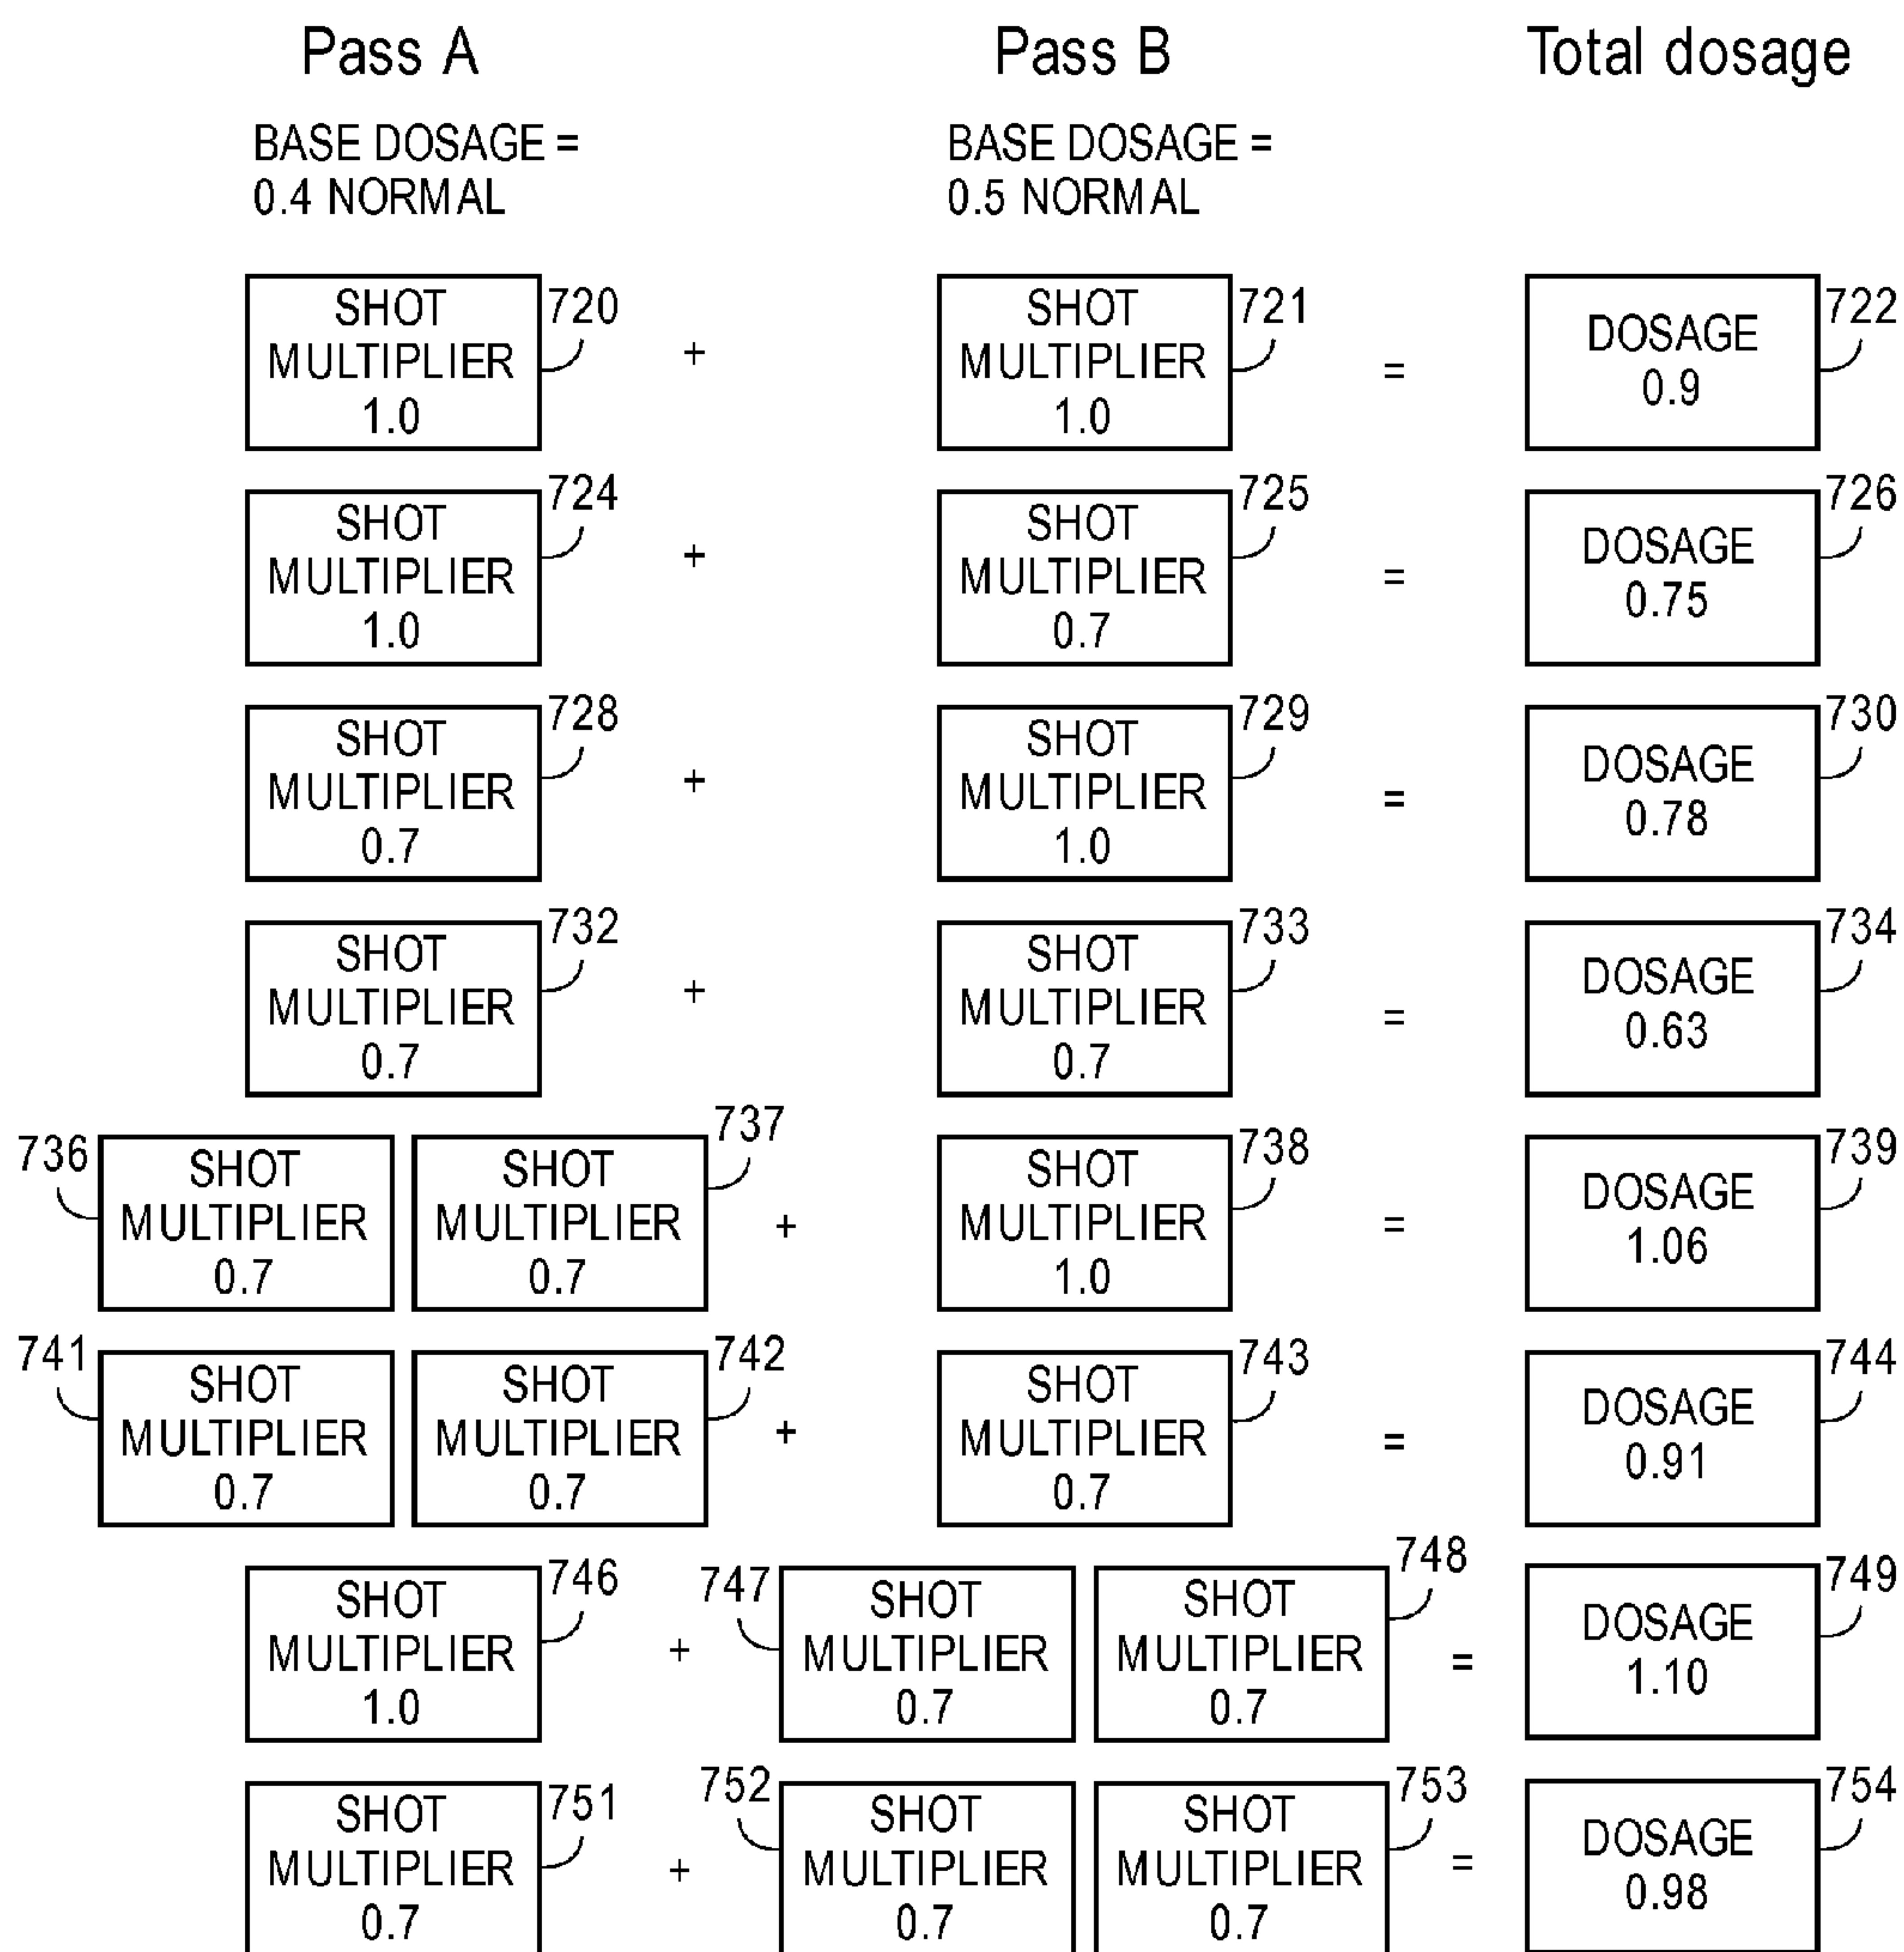 Pass A Pass B Total dosage
BASE DOSAGE = BASE DOSAGE =
0.4 NORMAL 0.5 NORMAL
SHOT 720 SHOT 721 DOSAGE 722
MULTIPLIER + MULTIPLIER = 0.9
1.0 1.0
SHOT 724 SHOT 725 DOSAGE 726
MULTIPLIER + MULTIPLIER = 0.75
1.0 0.7
SHOT 728 SHOT 729 DOSAGE 730
MULTIPLIER + MULTIPLIER = 0.78
0.7 1.0
SHOT 732 SHOT 733 DOSAGE 734
MULTIPLIER + MULTIPLIER = 0.63
0.7 0.7
736 SHOT SHOT 737 SHOT 738 DOSAGE 739
MULTIPLIER MULTIPLIER + MULTIPLIER = 1.06
0.7 0.7 1.0
741 SHOT SHOT 742 SHOT 743 DOSAGE 744
MULTIPLIER MULTIPLIER + MULTIPLIER = 0.91
0.7 0.7 0.7
SHOT 746 747 SHOT SHOT 748 DOSAGE 749
MULTIPLIER + MULTIPLIER MULTIPLIER = 1.10
1.0 0.7 0.7
SHOT 751 752 SHOT SHOT 753 DOSAGE 754
MULTIPLIER + MULTIPLIER MULTIPLIER = 0.98
0.7 0.7 0.7